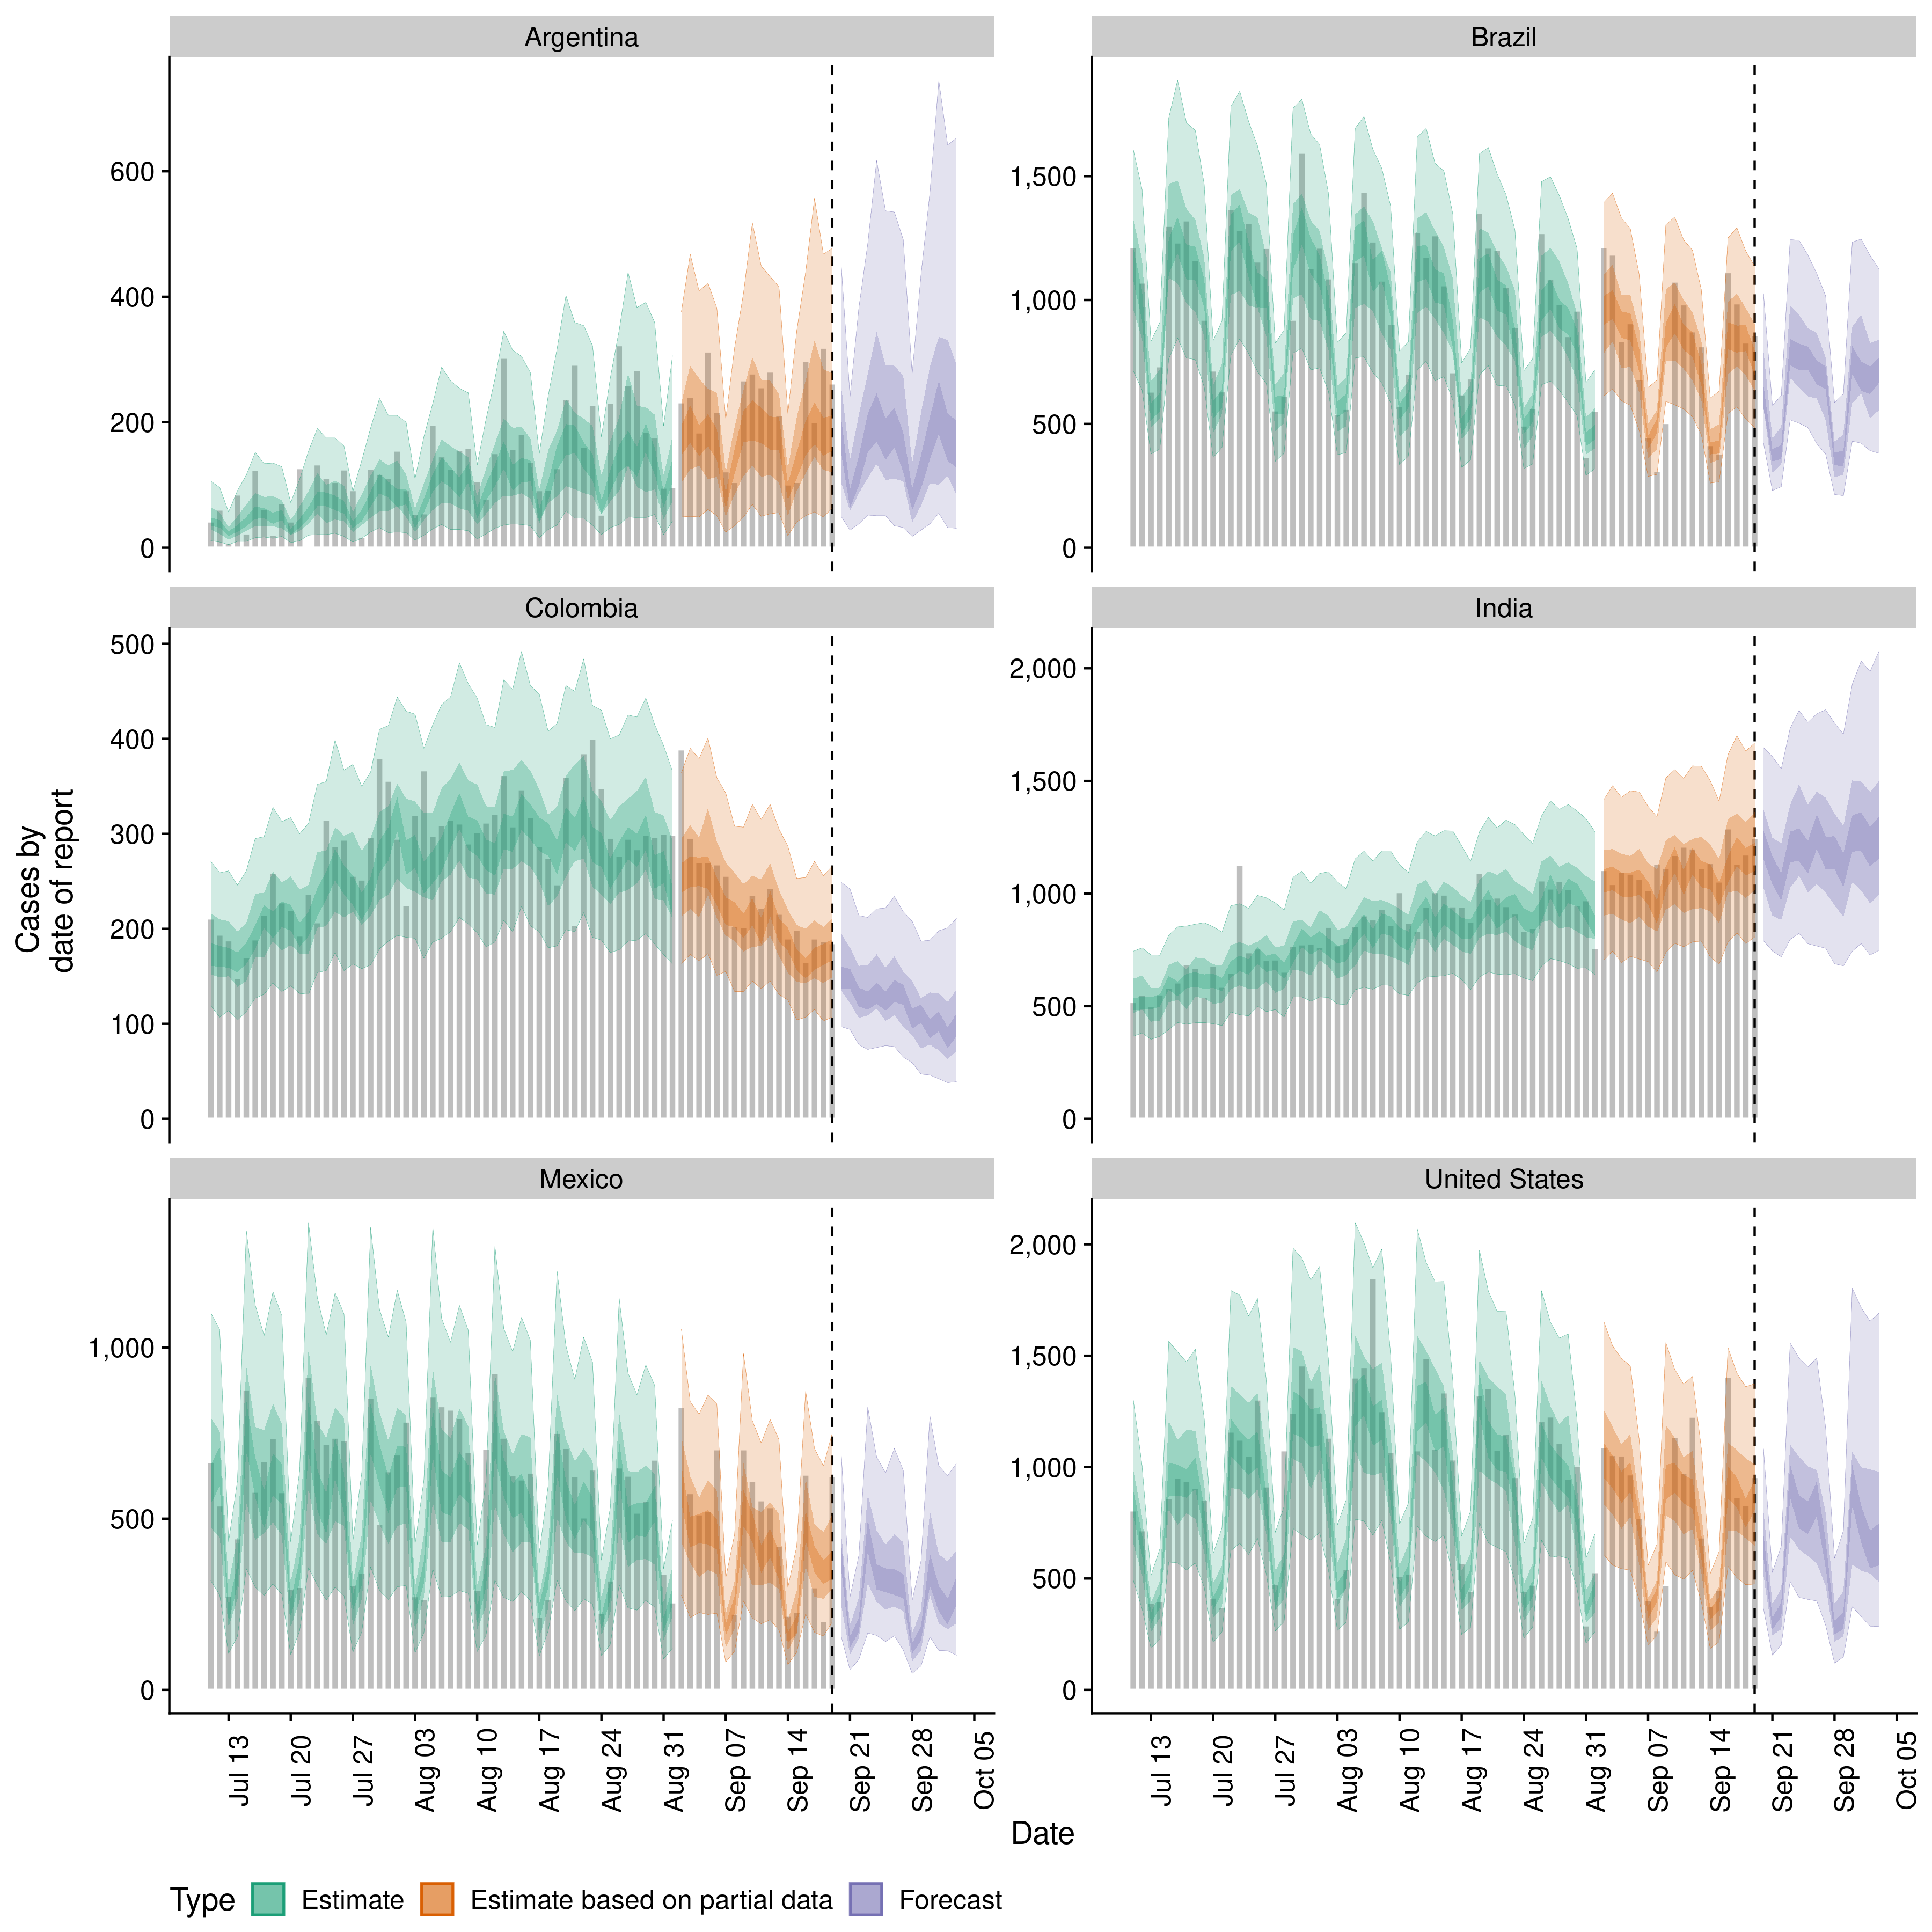 Argentina
Brazil
600
400
200
0
1,500
1,000
500
0
Colombia
India
500
400
300
200
100
0
2,000
1,500
1,000
500
0
Mexico
United States
1,000
500
0
2,000
1,500
1,000
500
0
Cases by
date of report
Jul 13
Jul 20
Jul 27
Aug 03
Aug 10
Aug 17
Aug 24
Aug 31
Sep 07
Sep 14
Sep 21
Sep 28
Oct 05
Jul 13
Jul 20
Jul 27
Aug 03
Aug 10
Aug 17
Aug 24
Aug 31
Sep 07
Sep 14
Sep 21
Sep 28
Oct 05
Date
Type Estimate Estimate based on partial data Forecast